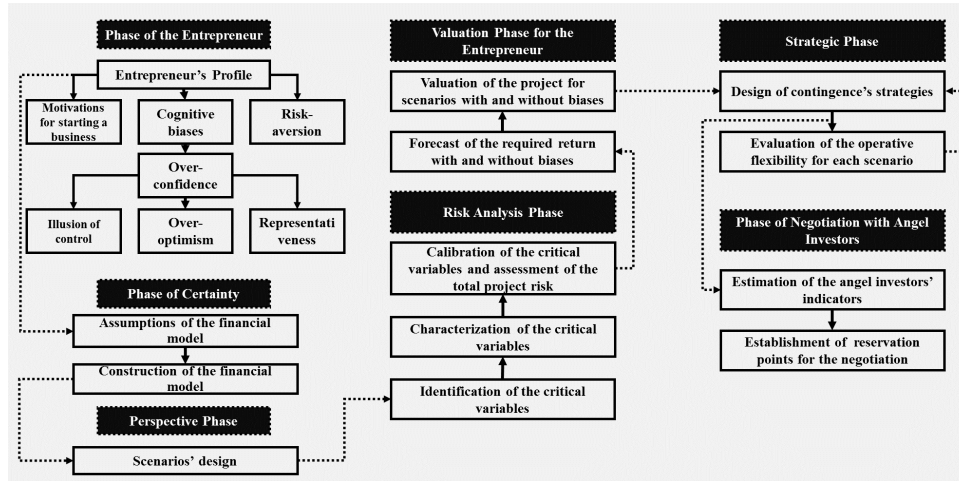 Phase of the Entrepreneur
Entrepreneur's Profile
Motivations
for starting a
business
Cognitive
biases
Risk-
aversion
Over-
confidence
Illusion of
control
Over-
optimism
Representati
veness
Phase of Certainty
Assumptions of the financial
model
Construction of the financial
model
Perspective Phase
Scenarios' design
Valuation Phase for the
Entrepreneur
Valuation of the project for
scenarios with and without biases
Forecast of the required return
with and without biases
Risk Analysis Phase
Calibration of the critical
variables and assessment of the
total project risk
Characterization of the critical
variables
Identification of the critical
variables
Strategic Phase
Design of contingence's strategies
Evaluation of the operative
flexibility for each scenario
Phase of Negotiation with Angel
Investors
Estimation of the angel investors'
indicators
Establishment of reservation
points for the negotiation